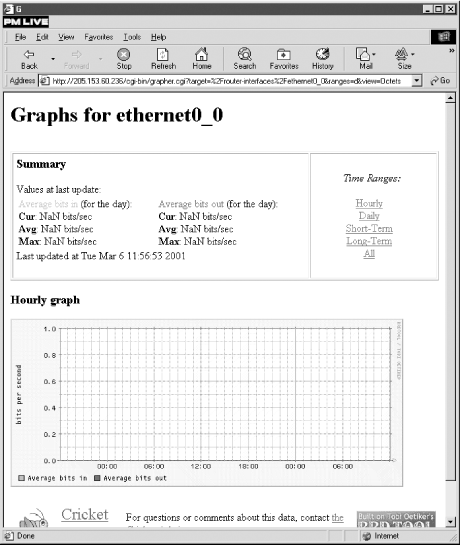 G
PM LIVE
File Edit View Favorites Tools Help
Back Forward Stop Refresh Home Search Favorites History Mail Size
Address http://205.153.60.236/cgi-bin/grapher.cgi?target=%2Frouter-interfaces%2Fethernet0_0&ranges=d&view=Octets Go
Graphs for ethernet0_0
Summary
Values at last update:
Average bits in (for the day):
Cur: NaN bits/sec
Avg: NaN bits/sec
Max: NaN bits/sec
Average bits out (for the day):
Cur: NaN bits/sec
Avg: NaN bits/sec
Max: NaN bits/sec
Last updated at Tue Mar 6 11:56:53 2001
Time Ranges:
Hourly
Daily
Short-Term
Long-Term
All
Hourly graph
RRDTOOL / TOBI OETIKER
bits per second
1.0
0.8
0.6
0.4
0.2
0.0
00:00 06:00 12:00 18:00 00:00 06:00
Average bits in Average bits out
Cricket
For questions or comments about this data, contact the
Built on Tobi Oetiker's
RRDTOOL
Done Internet